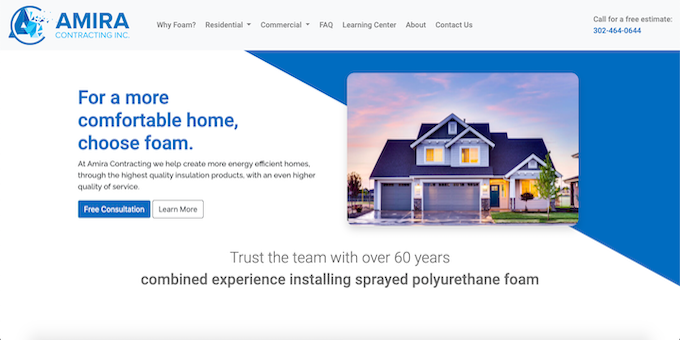 AMIRA
CONTRACTING INC.
Why Foam? Residential Commercial FAQ Learning Center About Contact Us
Call for a free estimate:
302-464-0644
For a more
comfortable home,
choose foam.
At Amira Contracting we help create more energy efficient homes,
through the highest quality insulation products, with an even higher
quality of service.
Free Consultation Learn More
Trust the team with over 60 years
combined experience installing sprayed polyurethane foam